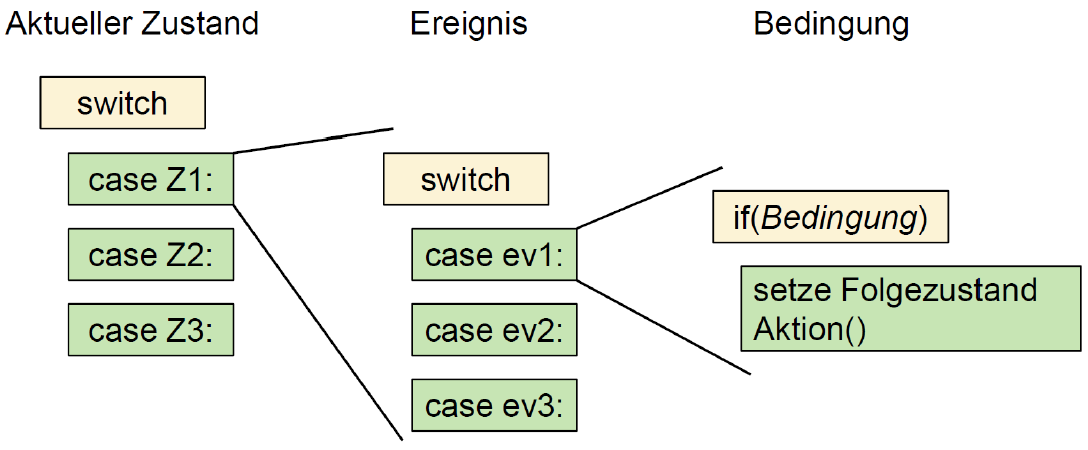 Aktueller Zustand
Ereignis
Bedingung
switch
case Z1:
case Z2:
case Z3:
switch
case ev1:
case ev2:
case ev3:
if(Bedingung)
setze Folgezustand
Aktion()